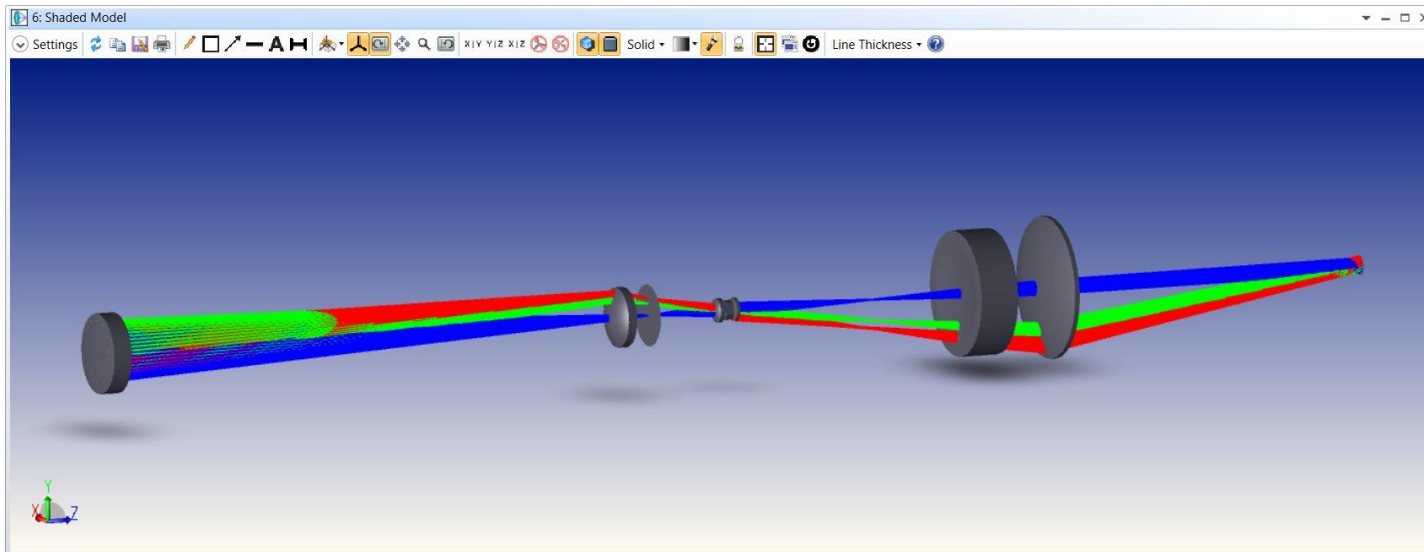 6: Shaded Model
Settings A H X|Y Y|Z X|Z Solid Line Thickness
Y
X Z